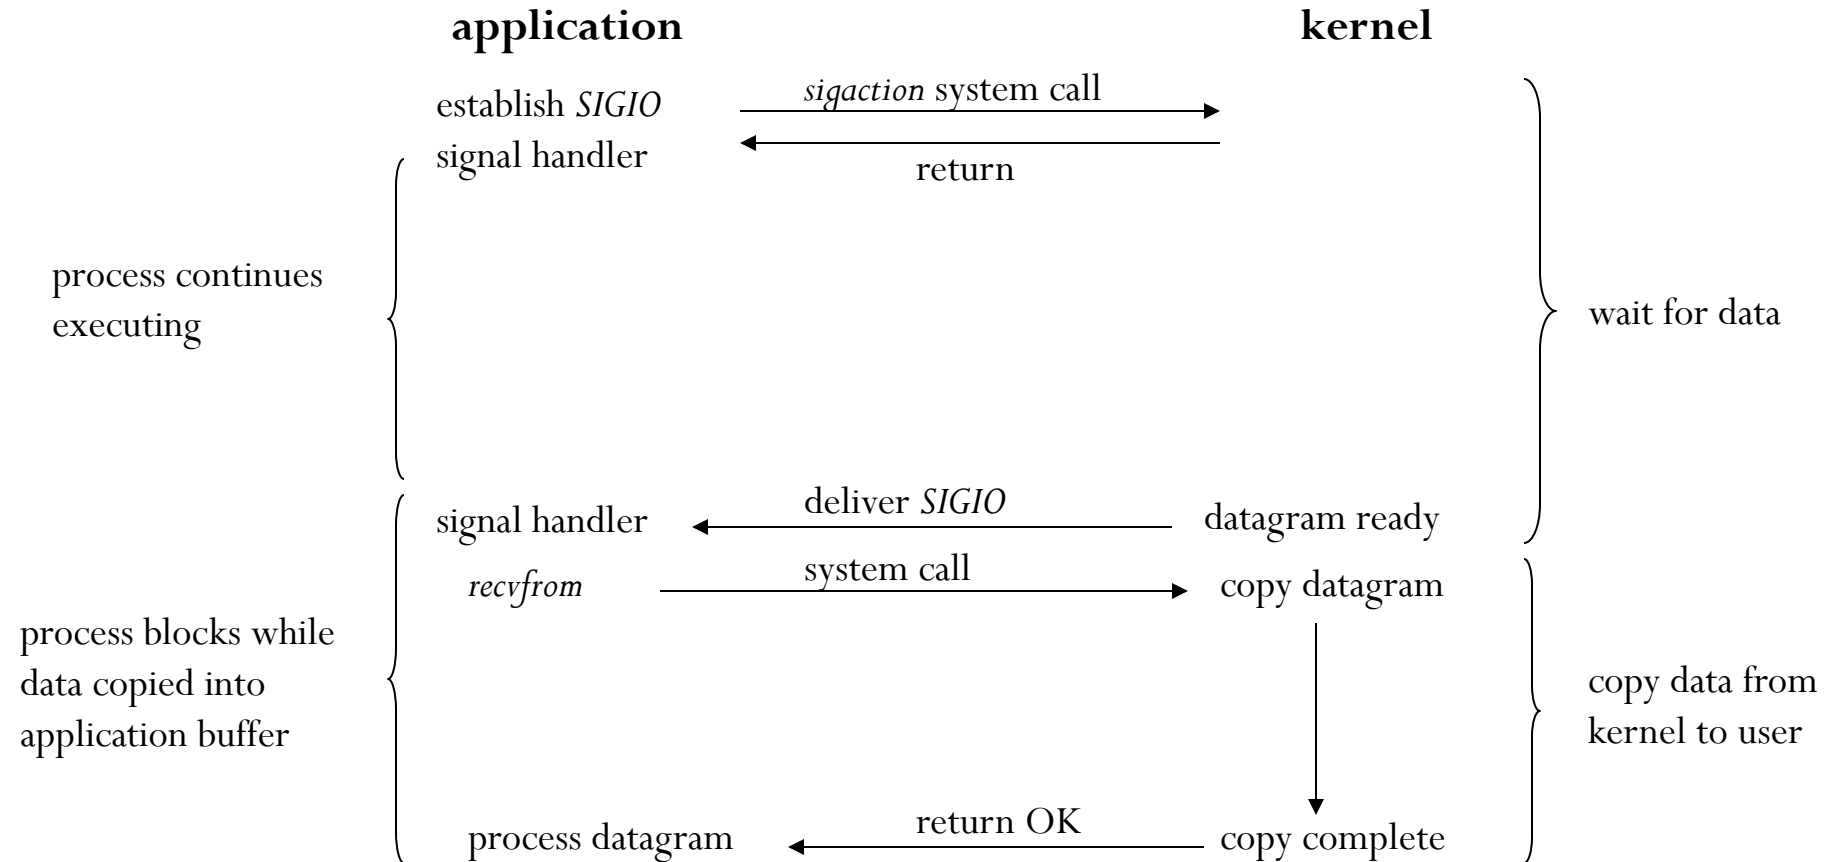 application
kernel
establish SIGIO
signal handler
sigaction system call
return
process continues
executing
wait for data
signal handler
deliver SIGIO
datagram ready
recvfrom
system call
copy datagram
process blocks while
data copied into
application buffer
copy data from
kernel to user
process datagram
return OK
copy complete